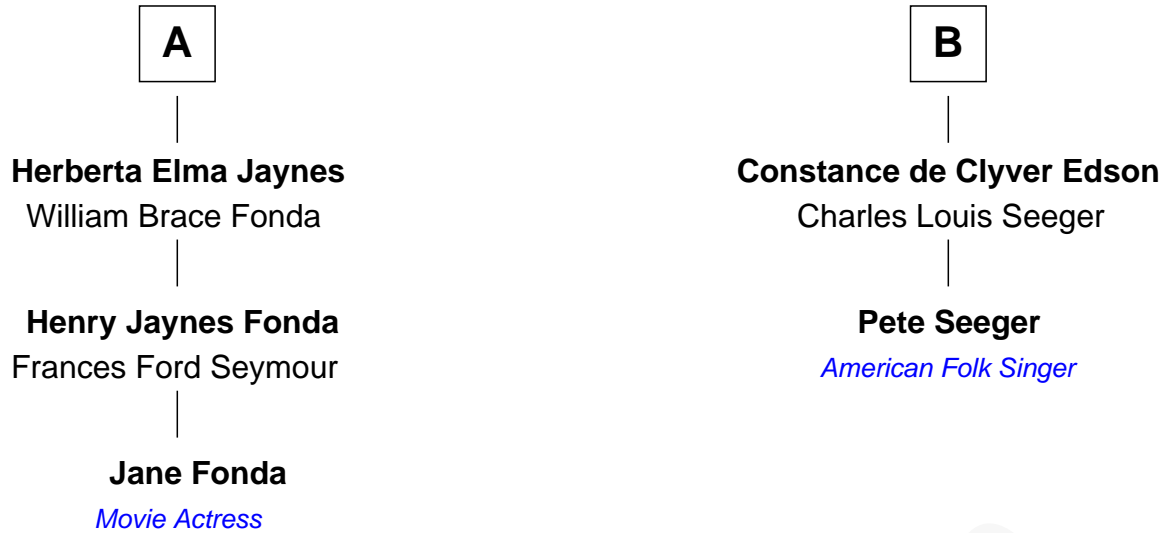 A
Herberta Elma Jaynes
William Brace Fonda
Henry Jaynes Fonda
Frances Ford Seymour
Jane Fonda
Movie Actress
B
Constance de Clyver Edson
Charles Louis Seeger
Pete Seeger
American Folk Singer